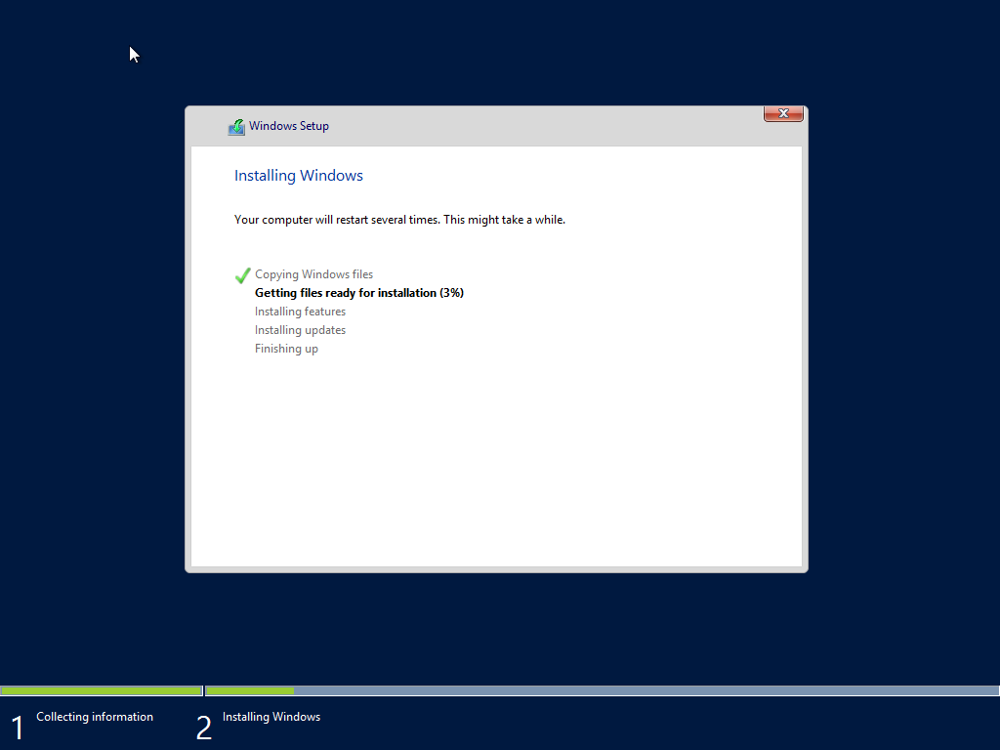 Windows Setup
Installing Windows
Your computer will restart several times. This might take a while.
Copying Windows files
Getting files ready for installation (3%)
Installing features
Installing updates
Finishing up
1 Collecting information
2 Installing Windows